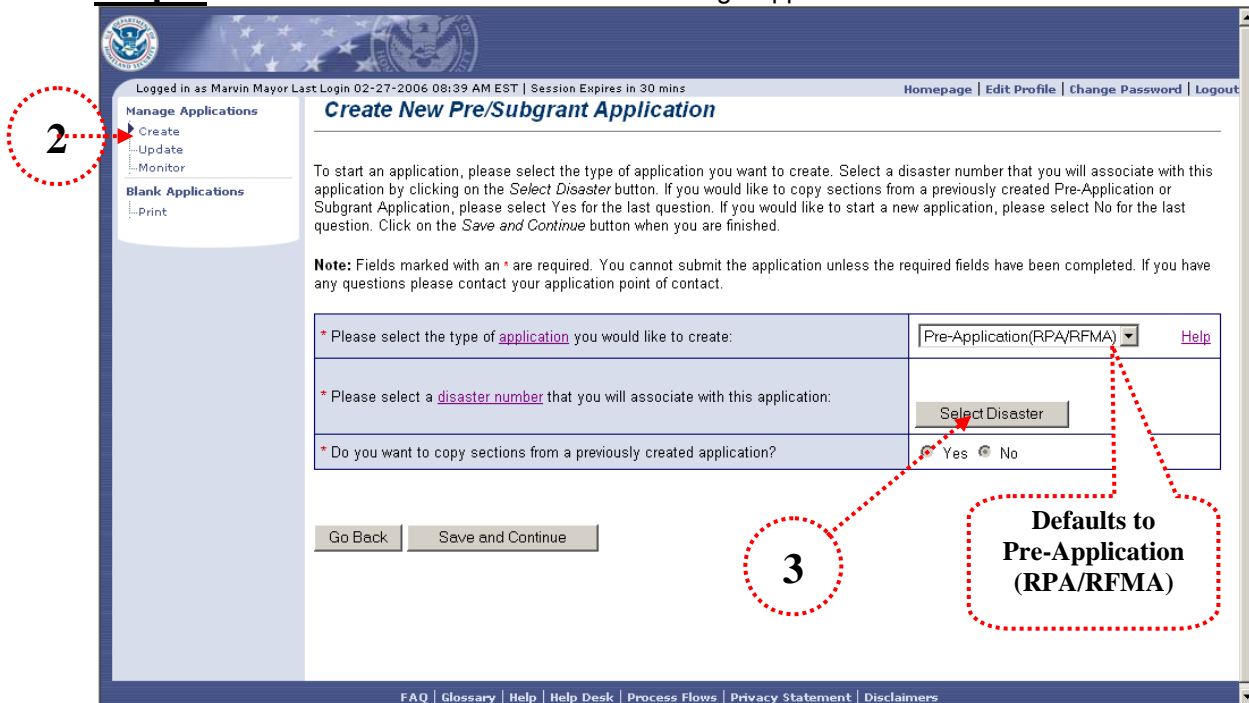 Logged in as Marvin Mayor Last Login 02-27-2006 08:39 AM EST | Session Expires in 30 mins
Homepage | Edit Profile | Change Password | Logout
Manage Applications
Create
Update
Monitor
Blank Applications
Print
2
Create New Pre/Subgrant Application
To start an application, please select the type of application you want to create. Select a disaster number that you will associate with this
application by clicking on the Select Disaster button. If you would like to copy sections from a previously created Pre-Application or
Subgrant Application, please select Yes for the last question. If you would like to start a new application, please select No for the last
question. Click on the Save and Continue button when you are finished.
Note: Fields marked with an * are required. You cannot submit the application unless the required fields have been completed. If you have
any questions please contact your application point of contact.
* Please select the type of application you would like to create:
Pre-Application(RPA/RFMA)
Help
* Please select a disaster number that you will associate with this application:
Select Disaster
* Do you want to copy sections from a previously created application?
Yes No
Go Back
Save and Continue
3
Defaults to
Pre-Application
(RPA/RFMA)
FAQ | Glossary | Help | Help Desk | Process Flows | Privacy Statement | Disclaimers